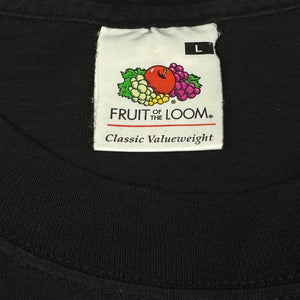 L
FRUIT OF THE LOOM®
Classic Valueweight